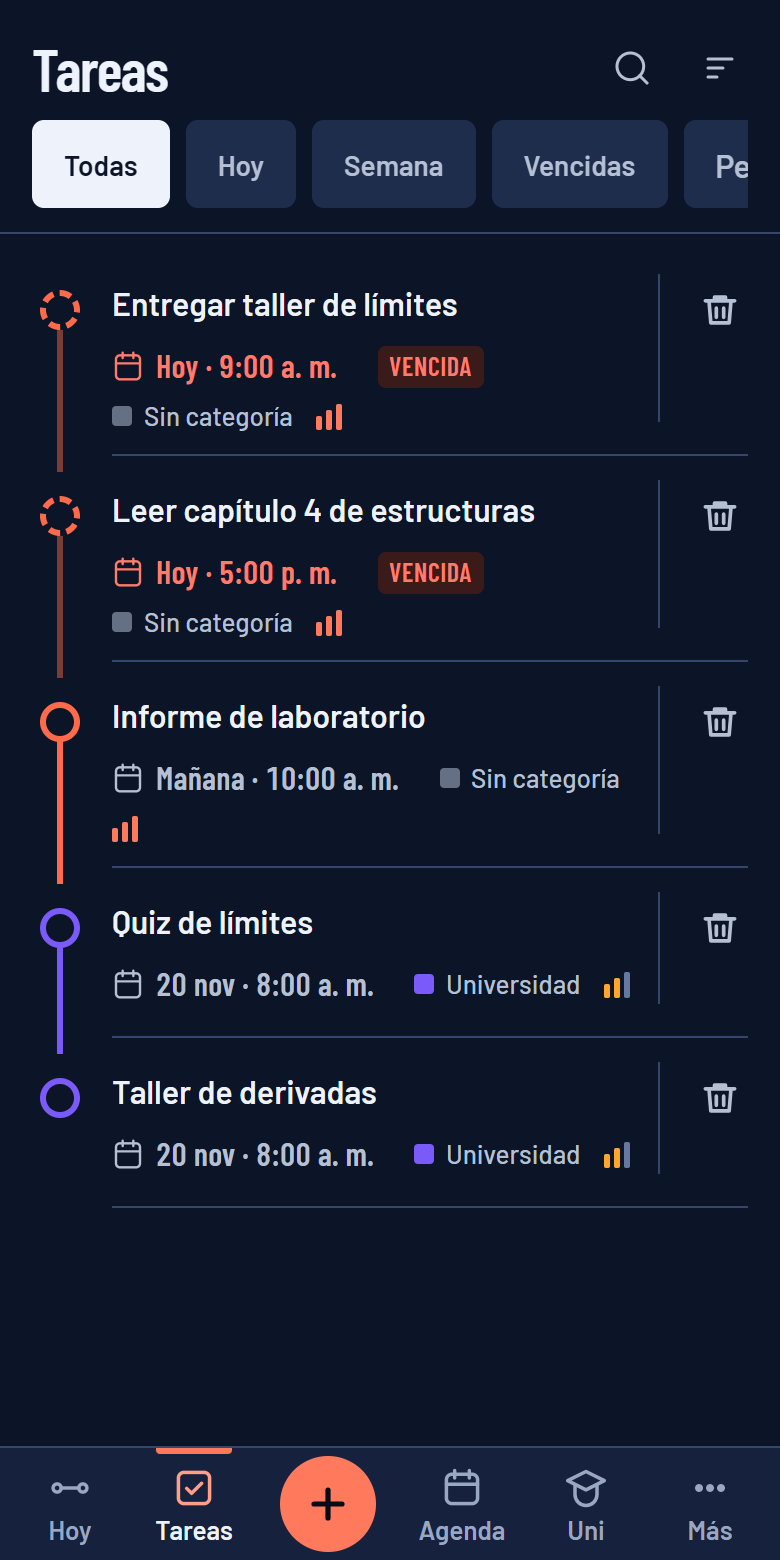 Tareas
Todas Hoy Semana Vencidas Pe
Entregar taller de límites
Hoy · 9:00 a. m. VENCIDA
Sin categoría
Leer capítulo 4 de estructuras
Hoy · 5:00 p. m. VENCIDA
Sin categoría
Informe de laboratorio
Mañana · 10:00 a. m. Sin categoría
Quiz de límites
20 nov · 8:00 a. m. Universidad
Taller de derivadas
20 nov · 8:00 a. m. Universidad
Hoy Tareas Agenda Uni Más